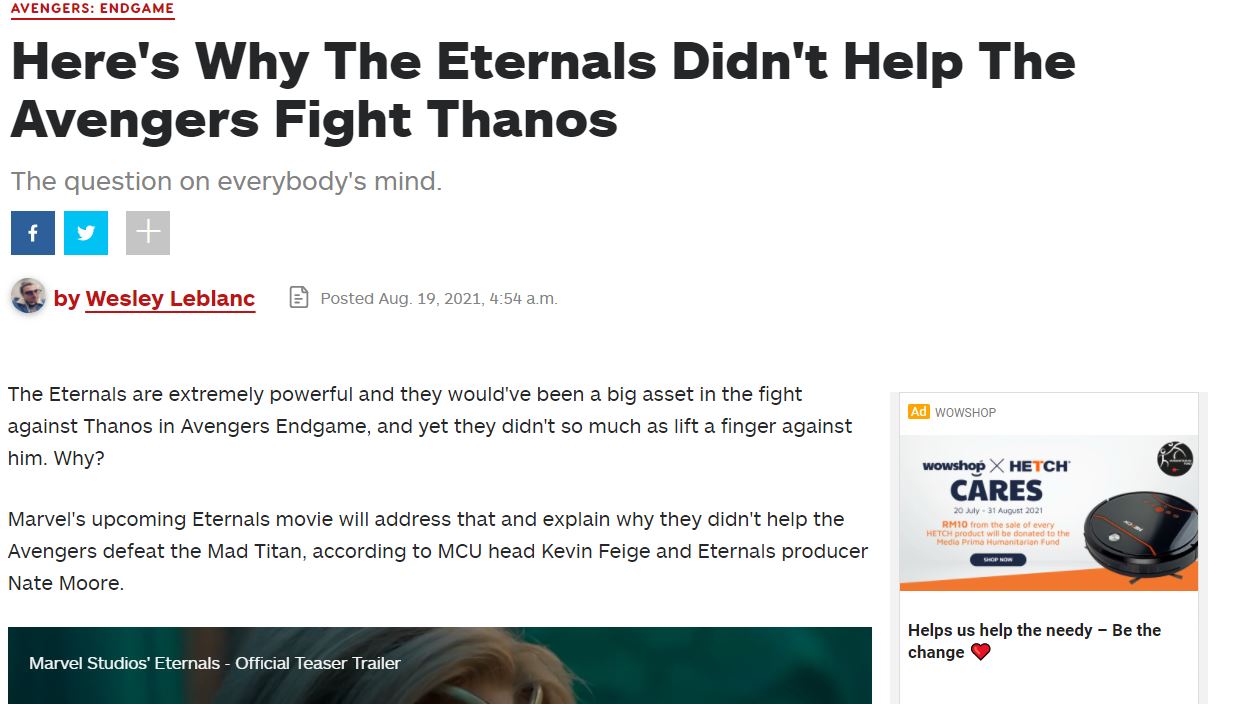 AVENGERS: ENDGAME
Here's Why The Eternals Didn't Help The
Avengers Fight Thanos
The question on everybody's mind.
by Wesley Leblanc
Posted Aug. 19, 2021, 4:54 a.m.
The Eternals are extremely powerful and they would've been a big asset in the fight
against Thanos in Avengers Endgame, and yet they didn't so much as lift a finger against
him. Why?
Marvel's upcoming Eternals movie will address that and explain why they didn't help the
Avengers defeat the Mad Titan, according to MCU head Kevin Feige and Eternals producer
Nate Moore.
Marvel Studios' Eternals - Official Teaser Trailer
Ad WOWSHOP
wowshop X HETCH
CARES
20 July - 31 August 2021
RM10 from the sale of every
HETCH product will be donated to the
Media Prima Humanitarian Fund
SHOP NOW
HETCH
Helps us help the needy – Be the
change ❤